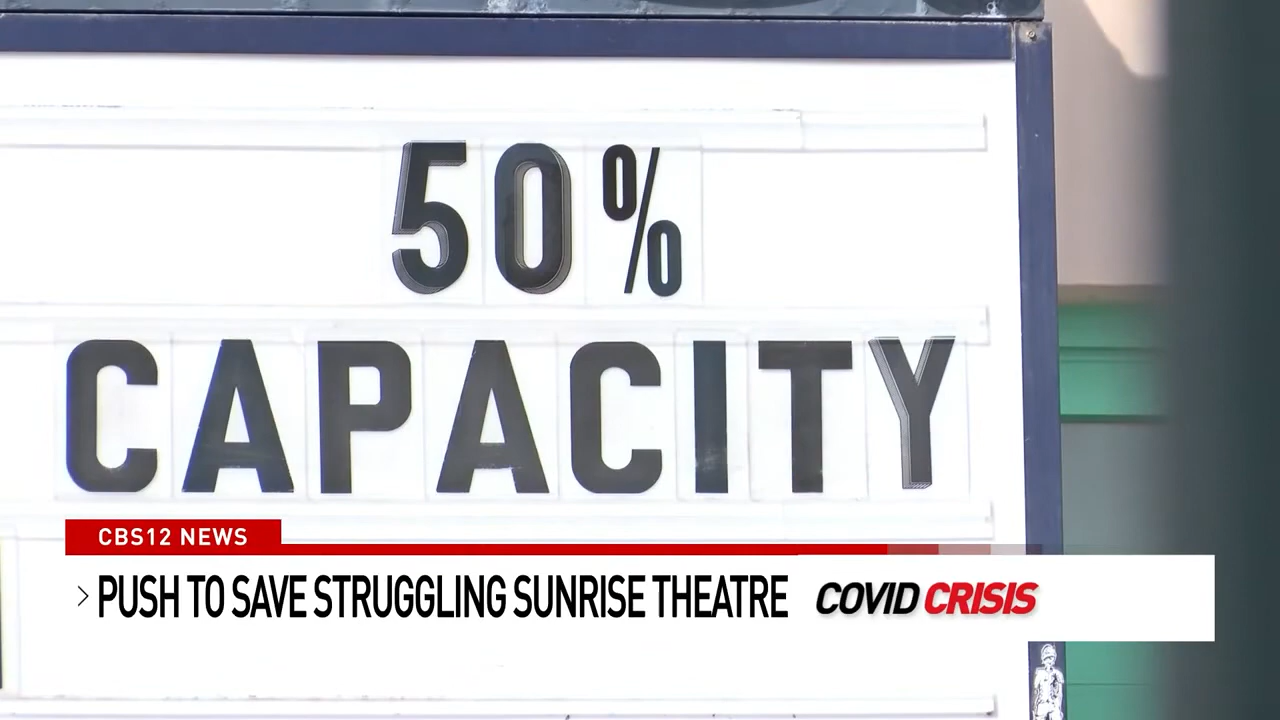 50%
CAPACITY
CBS12 NEWS
PUSH TO SAVE STRUGGLING SUNRISE THEATRE COVID CRISIS